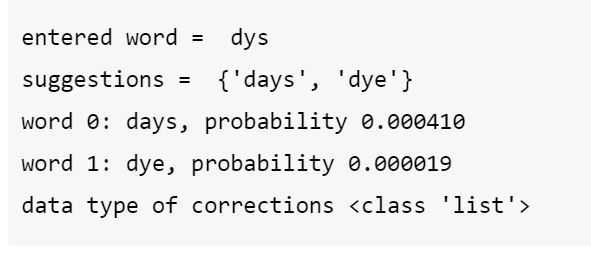 entered word =  dys
suggestions =  {'days', 'dye'}
word 0: days, probability 0.000410
word 1: dye, probability 0.000019
data type of corrections <class 'list'>